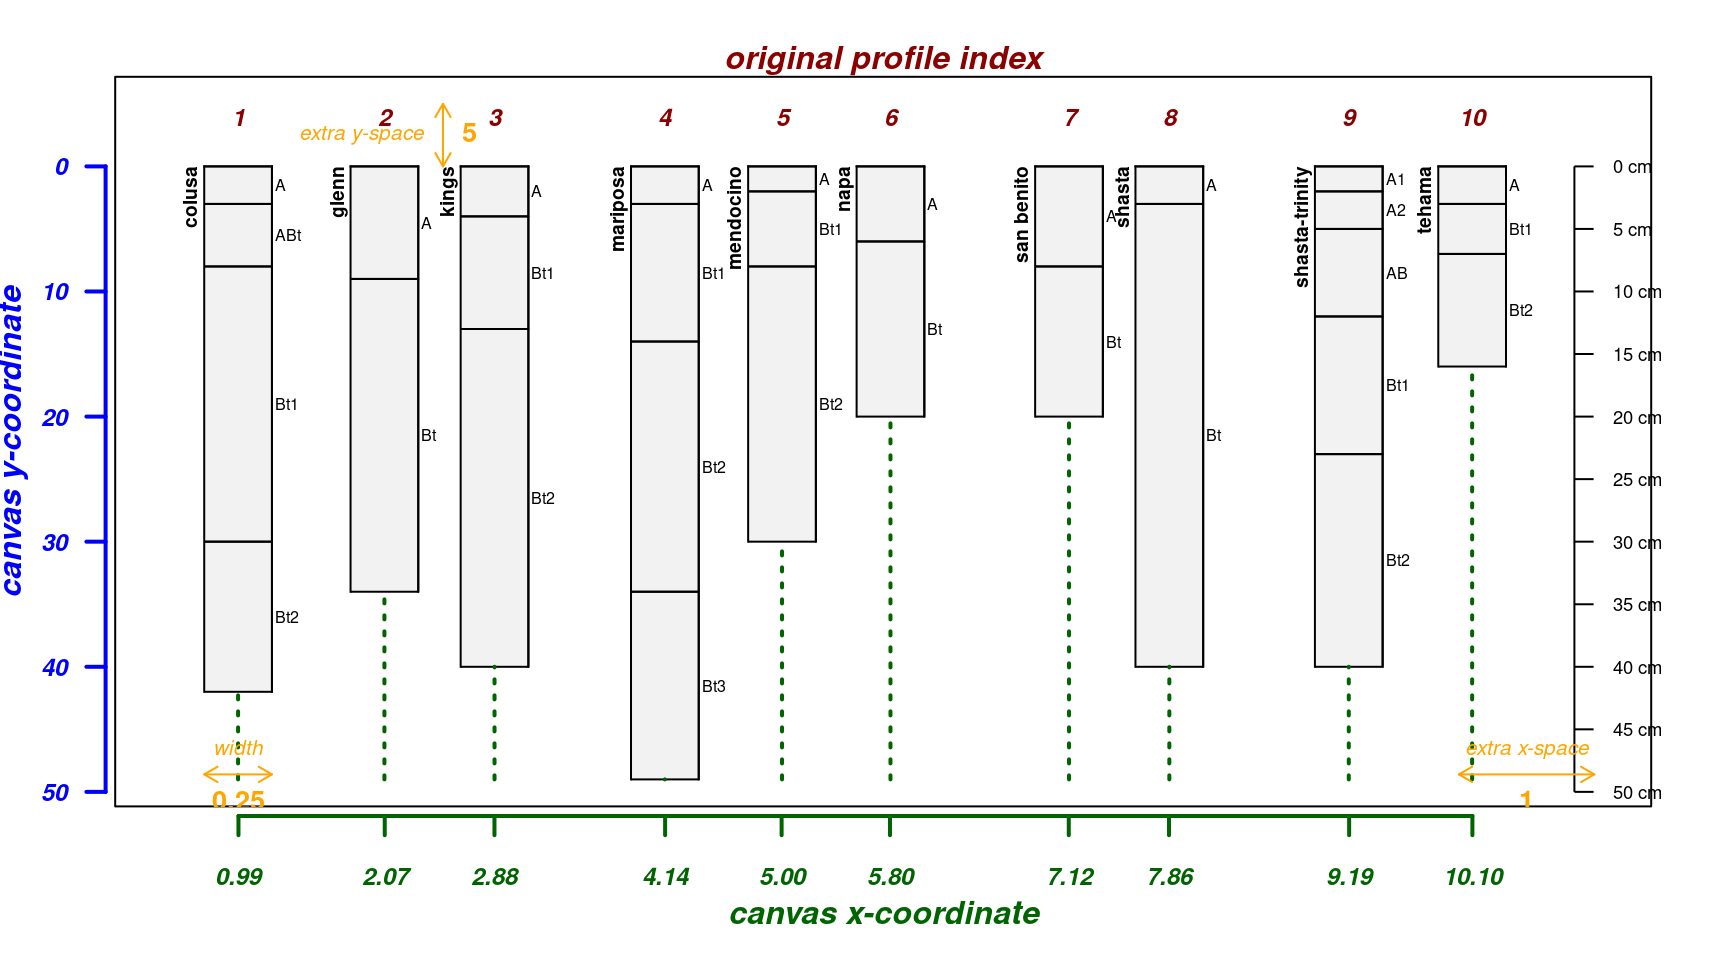 original profile index
1 2 3 4 5 6 7 8 9 10
extra y-space 5
canvas y-coordinate
0
10
20
30
40
50
colusa
A
ABt
Bt1
Bt2
glenn
A
Bt
kings
A
Bt1
Bt2
mariposa
A
Bt1
Bt2
Bt3
mendocino
A
Bt1
Bt2
napa
A
Bt
san benito
A
Bt
shasta
A
Bt
shasta-trinity
A1
A2
AB
Bt1
Bt2
tehama
A
Bt1
Bt2
0 cm
5 cm
10 cm
15 cm
20 cm
25 cm
30 cm
35 cm
40 cm
45 cm
50 cm
width
0.25
extra x-space
1
0.99 2.07 2.88 4.14 5.00 5.80 7.12 7.86 9.19 10.10
canvas x-coordinate